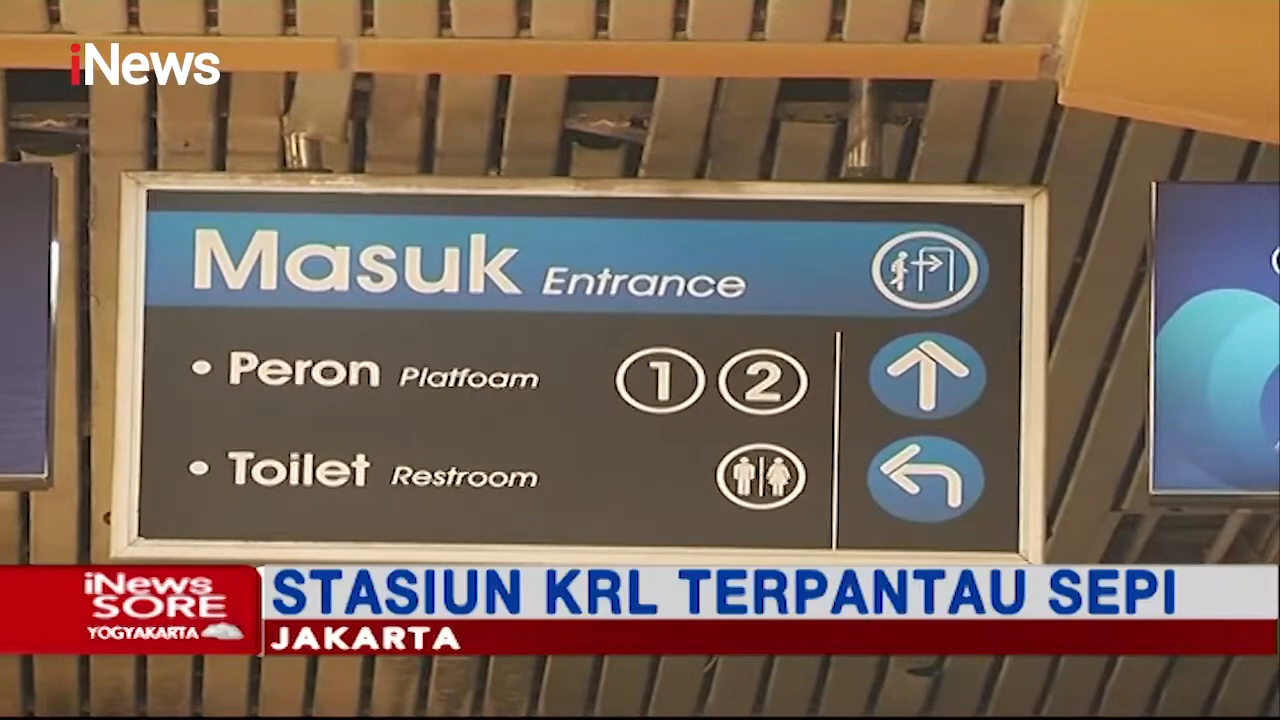 iNews
Masuk Entrance
• Peron Platfoam 1 2
• Toilet Restroom
iNews
SORE
YOGYAKARTA
STASIUN KRL TERPANTAU SEPI
JAKARTA